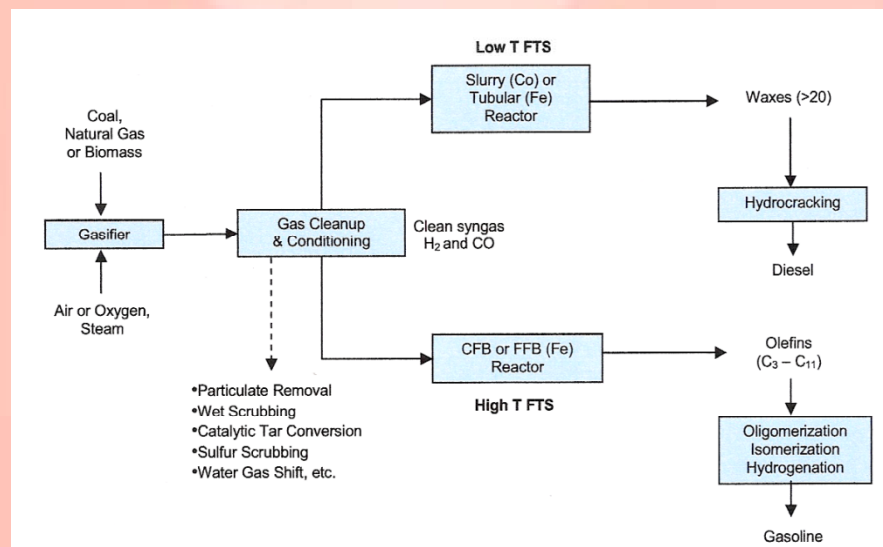 Low T FTS
Slurry (Co) or
Tubular (Fe)
Reactor
Waxes (>20)
Coal,
Natural Gas
or Biomass
Hydrocracking
Gas Cleanup
& Conditioning
Clean syngas
H₂ and CO
Gasifier
Diesel
Air or Oxygen,
Steam
CFB or FFB (Fe)
Reactor
Olefins
(C₃ – C₁₁)
High T FTS
•Particulate Removal
•Wet Scrubbing
•Catalytic Tar Conversion
•Sulfur Scrubbing
•Water Gas Shift, etc.
Oligomerization
Isomerization
Hydrogenation
Gasoline